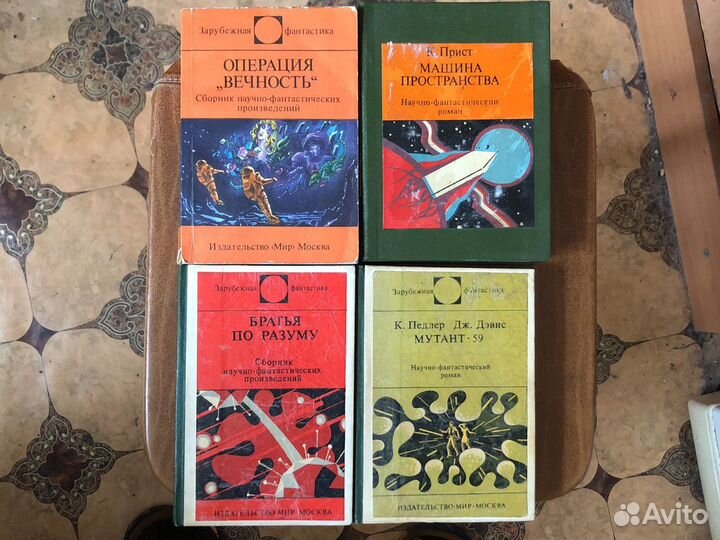 Зарубежная фантастика
ОПЕРАЦИЯ
„ВЕЧНОСТЬ“
Сборник научно-фантастических
произведений
Издательство ‹Мир› Москва
К. Прист
МАШИНА
ПРОСТРАНСТВА
Научно-фантастический
роман
Зарубежная фантастика
БРАТЬЯ
ПО РАЗУМУ
Сборник
научно-фантастических
произведений
ИЗДАТЕЛЬСТВО·МИР·МОСКВА
Зарубежная фантастика
К. Педлер Дж. Дэвис
МУТАНТ·59
Научно-фантастический
роман
ИЗДАТЕЛЬСТВО·МИР·МОСКВА
Avito